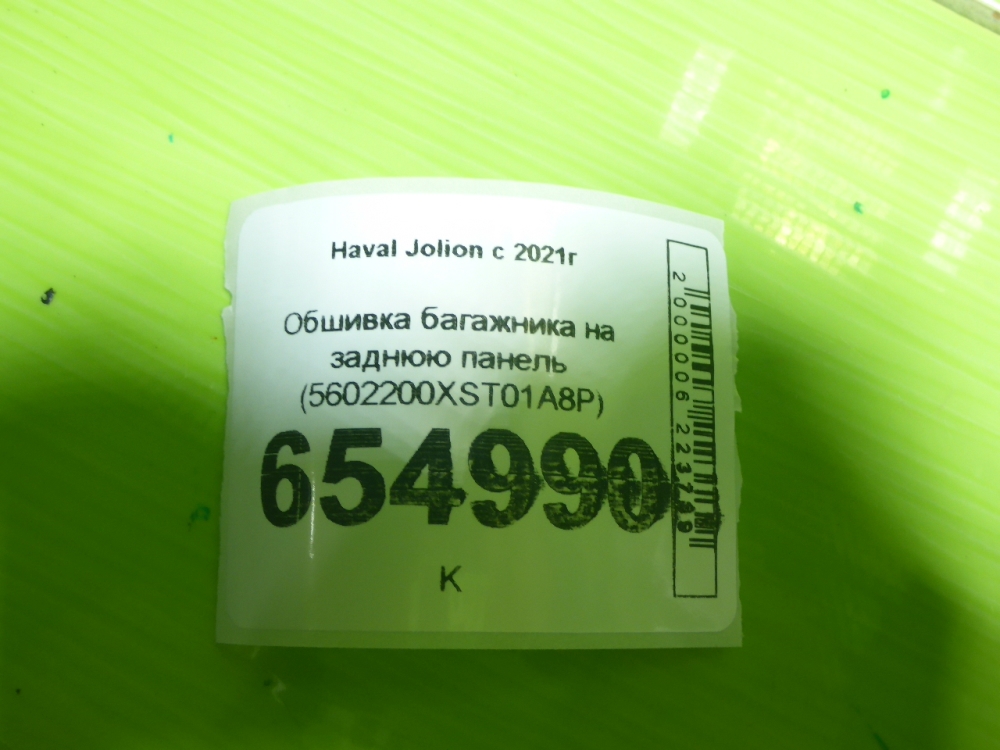 Haval Jolion с 2021г
Обшивка багажника на
заднюю панель
(5602200XST01A8P)
654990
К